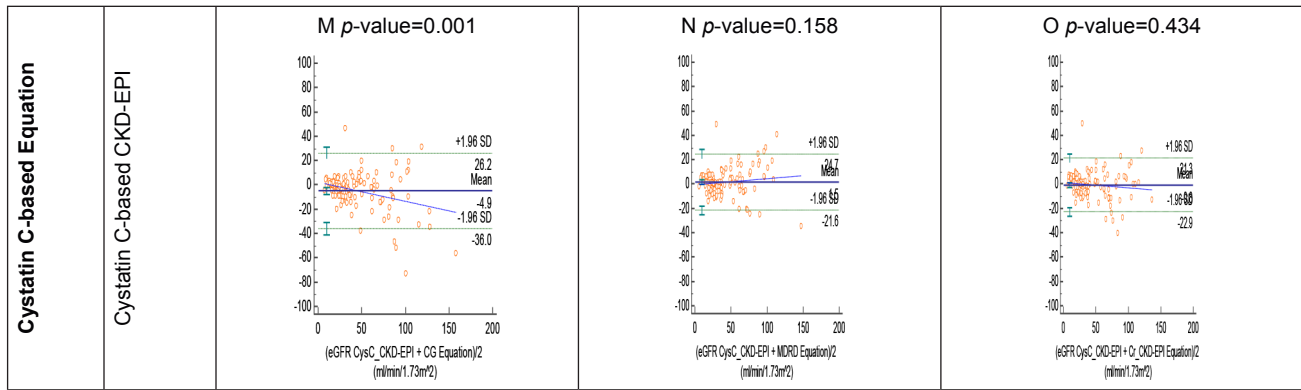 Cystatin C-based Equation
Cystatin C-based CKD-EPI
M p-value=0.001
100
80
60
40
20
0
-20
-40
-60
-80
-100
+1.96 SD
26.2
Mean
-4.9
-1.96 SD
-36.0
0 50 100 150 200
(eGFR CysC_CKD-EPI + CG Equation)/2
(ml/min/1.73m^2)
N p-value=0.158
100
80
60
40
20
0
-20
-40
-60
-80
-100
+1.96 SD
24.7
Mean
-1.96 SD
-21.6
0 50 100 150 200
(eGFR CysC_CKD-EPI + MDRD Equation)/2
(ml/min/1.73m^2)
O p-value=0.434
100
80
60
40
20
0
-20
-40
-60
-80
-100
+1.96 SD
Mean
-1.96 SD
-22.9
0 50 100 150 200
(eGFR CysC_CKD-EPI + Cr_CKD-EPI Equation)/2
(ml/min/1.73m^2)